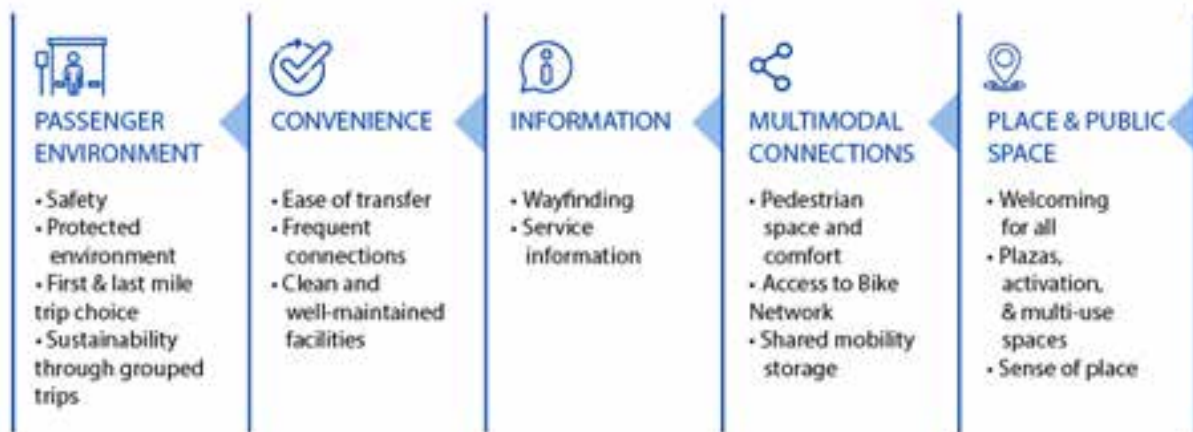 PASSENGER
ENVIRONMENT
• Safety
• Protected
environment
• First & last mile
trip choice
• Sustainability
through grouped
trips
CONVENIENCE
• Ease of transfer
• Frequent
connections
• Clean and
well-maintained
facilities
INFORMATION
• Wayfinding
• Service
information
MULTIMODAL
CONNECTIONS
• Pedestrian
space and
comfort
• Access to Bike
Network
• Shared mobility
storage
PLACE & PUBLIC
SPACE
• Welcoming
for all
• Plazas,
activation,
& multi-use
spaces
• Sense of place